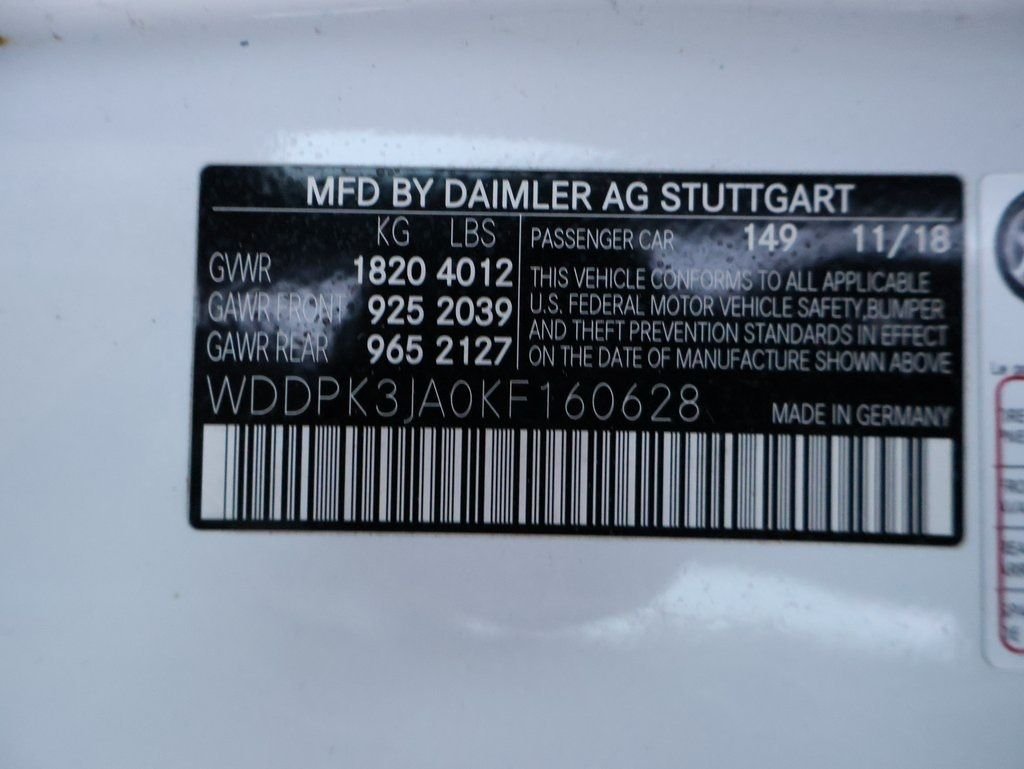 MFD BY DAIMLER AG STUTTGART
KG LBS
GVWR 1820 4012
GAWR FRONT 925 2039
GAWR REAR 965 2127
PASSENGER CAR 149 11/18
THIS VEHICLE CONFORMS TO ALL APPLICABLE
U.S. FEDERAL MOTOR VEHICLE SAFETY,BUMPER
AND THEFT PREVENTION STANDARDS IN EFFECT
ON THE DATE OF MANUFACTURE SHOWN ABOVE
WDDPK3JA0KF160628
MADE IN GERMANY